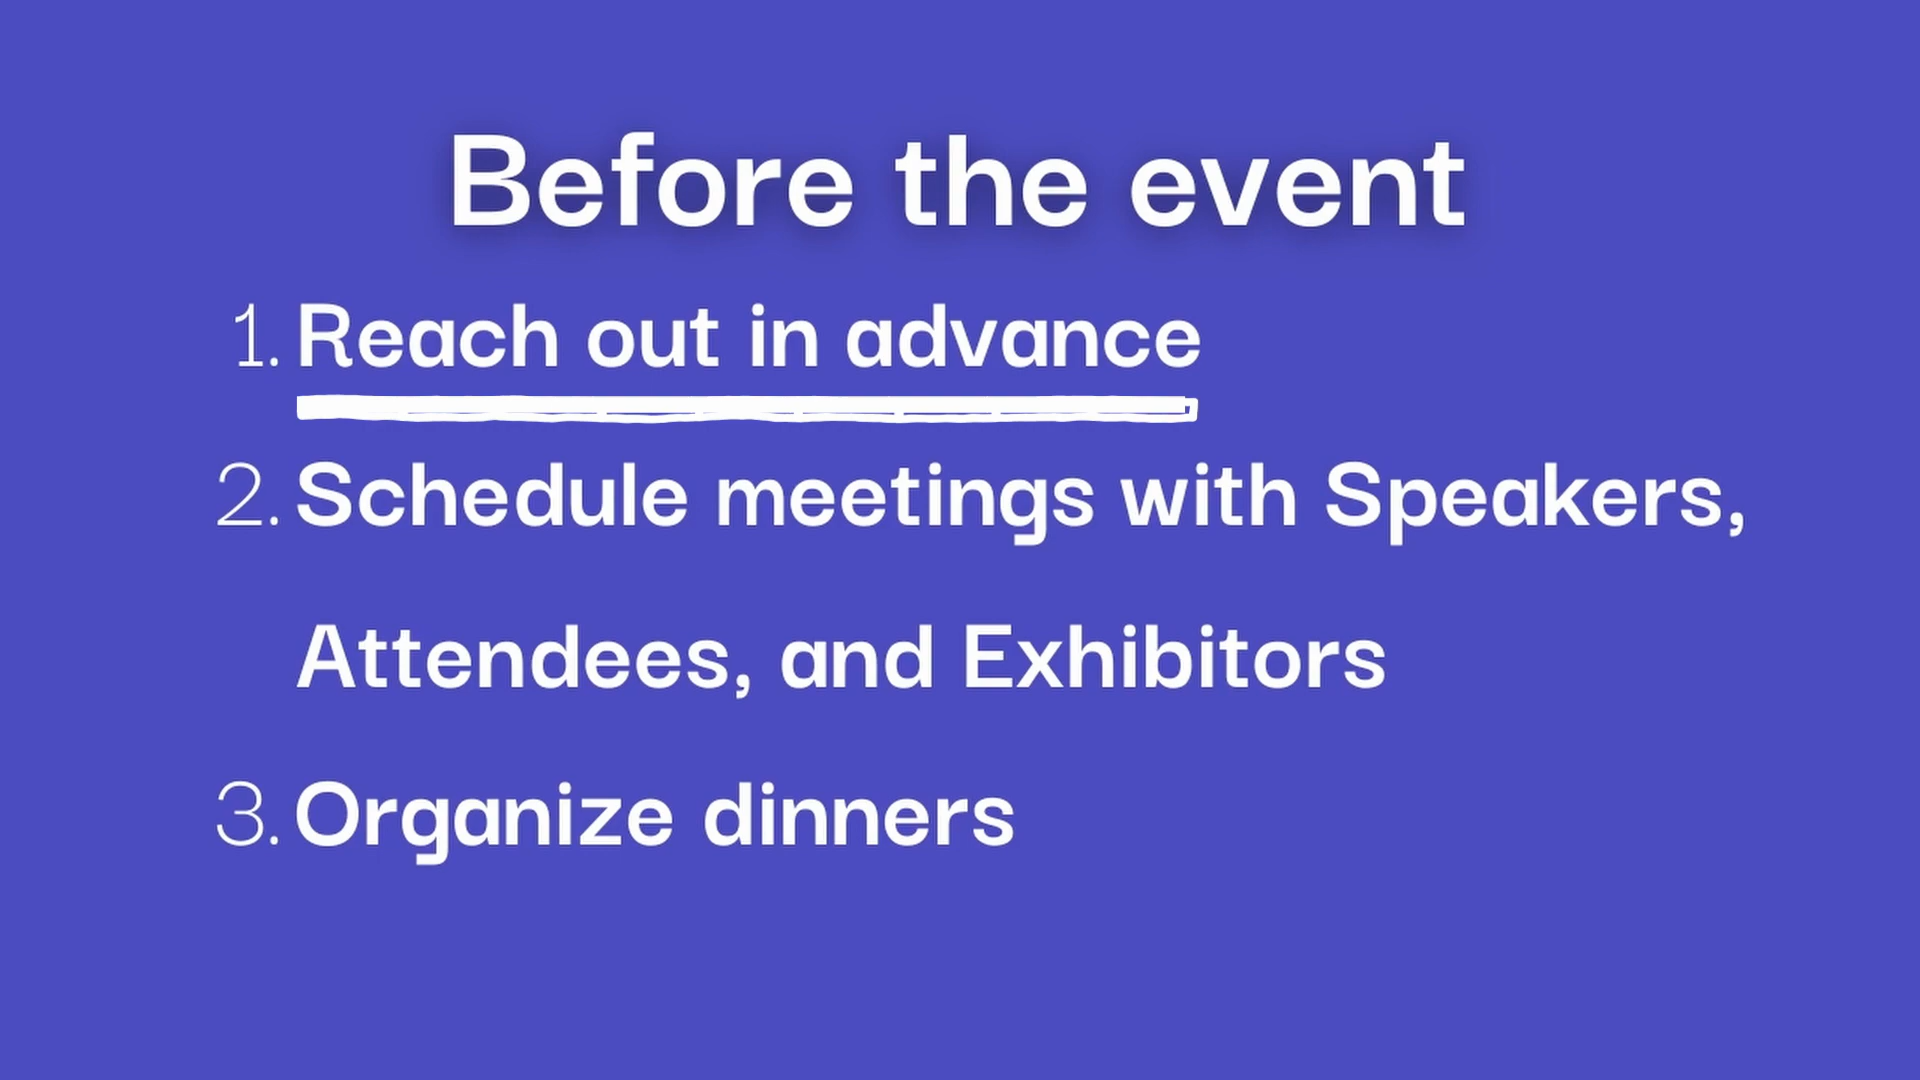 Before the event
1. Reach out in advance
2. Schedule meetings with Speakers,
Attendees, and Exhibitors
3. Organize dinners